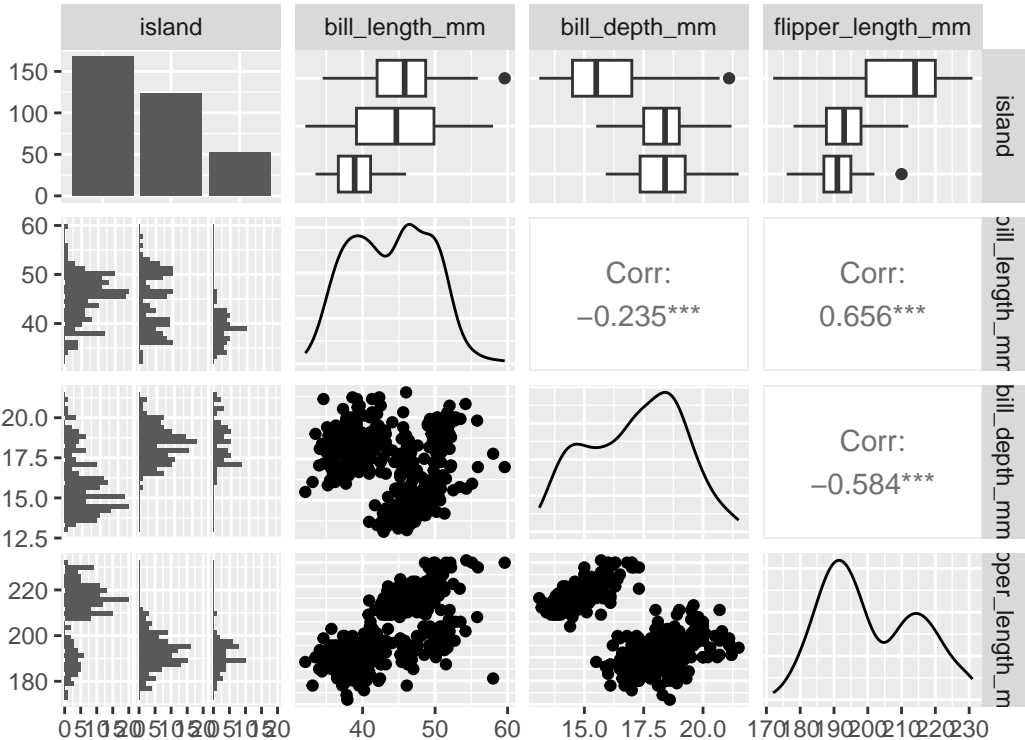 island bill_length_mm bill_depth_mm flipper_length_mm
150
100
50
0
island
60
50
40
Corr:
−0.235***
Corr:
0.656***
bill_length_mm
20.0
17.5
15.0
12.5
Corr:
−0.584***
bill_depth_mm
220
200
180
40 50 60
15.0 17.5 20.0
170 180 190 200 210 220 230